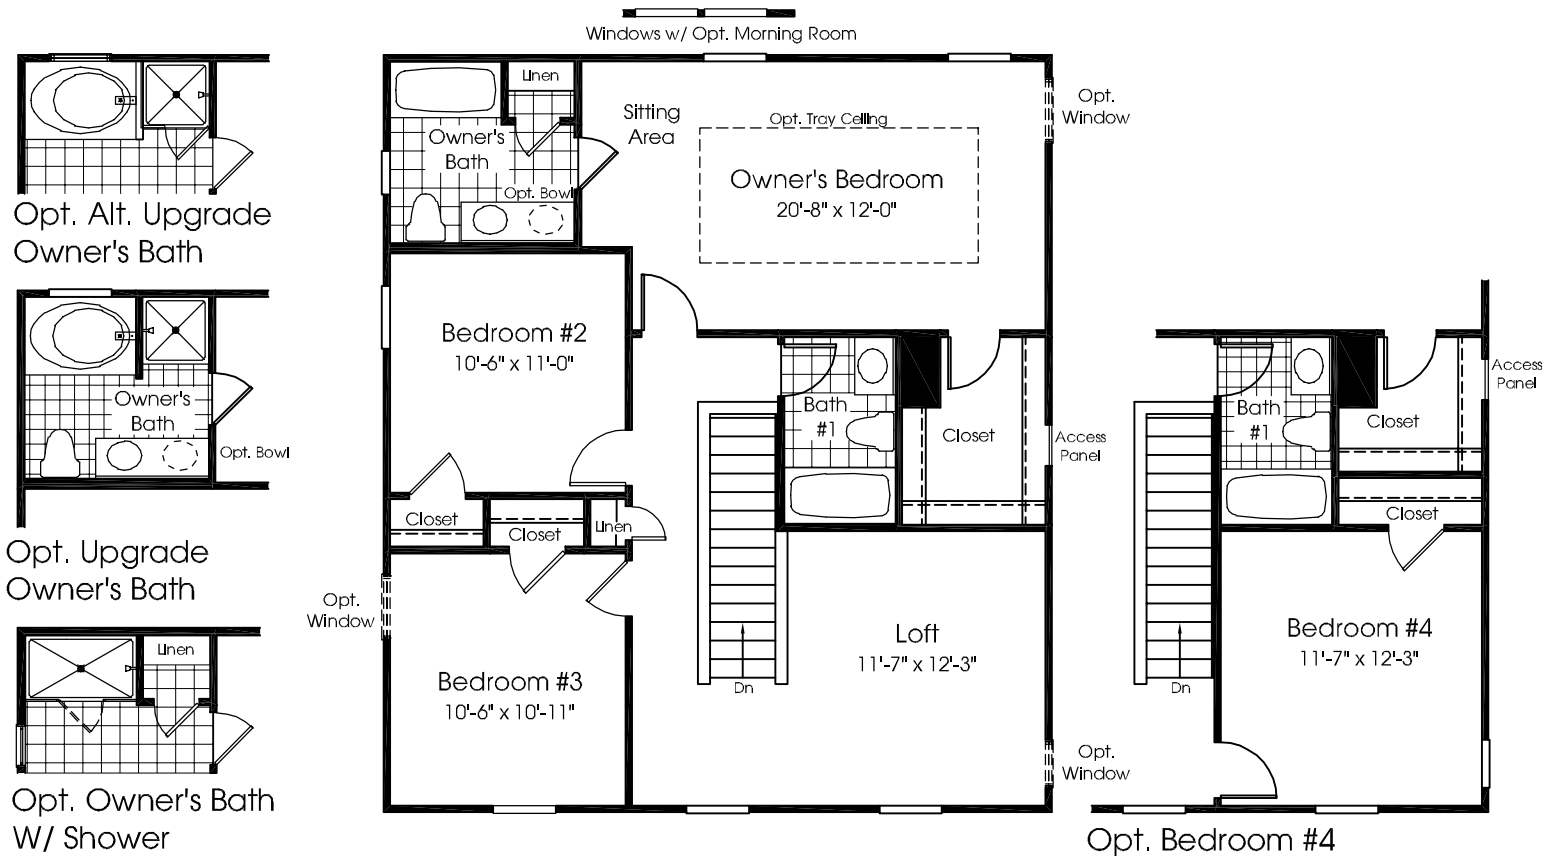 Windows w/ Opt. Morning Room
Linen
Owner's
Bath
Opt. Bowl
Sitting
Area
Opt. Tray Ceiling
Owner's Bedroom
20'-8" x 12'-0"
Opt.
Window
Opt. Alt. Upgrade
Owner's Bath
Owner's
Bath
Opt. Bowl
Opt. Upgrade
Owner's Bath
Linen
Opt. Owner's Bath
W/ Shower
Bedroom #2
10'-6" x 11'-0"
Closet
Closet
Linen
Bath
#1
Closet
Access
Panel
Opt.
Window
Bedroom #3
10'-6" x 10'-11"
Dn
Loft
11'-7" x 12'-3"
Opt.
Window
Bath
#1
Closet
Access
Panel
Closet
Bedroom #4
11'-7" x 12'-3"
Dn
Opt. Bedroom #4